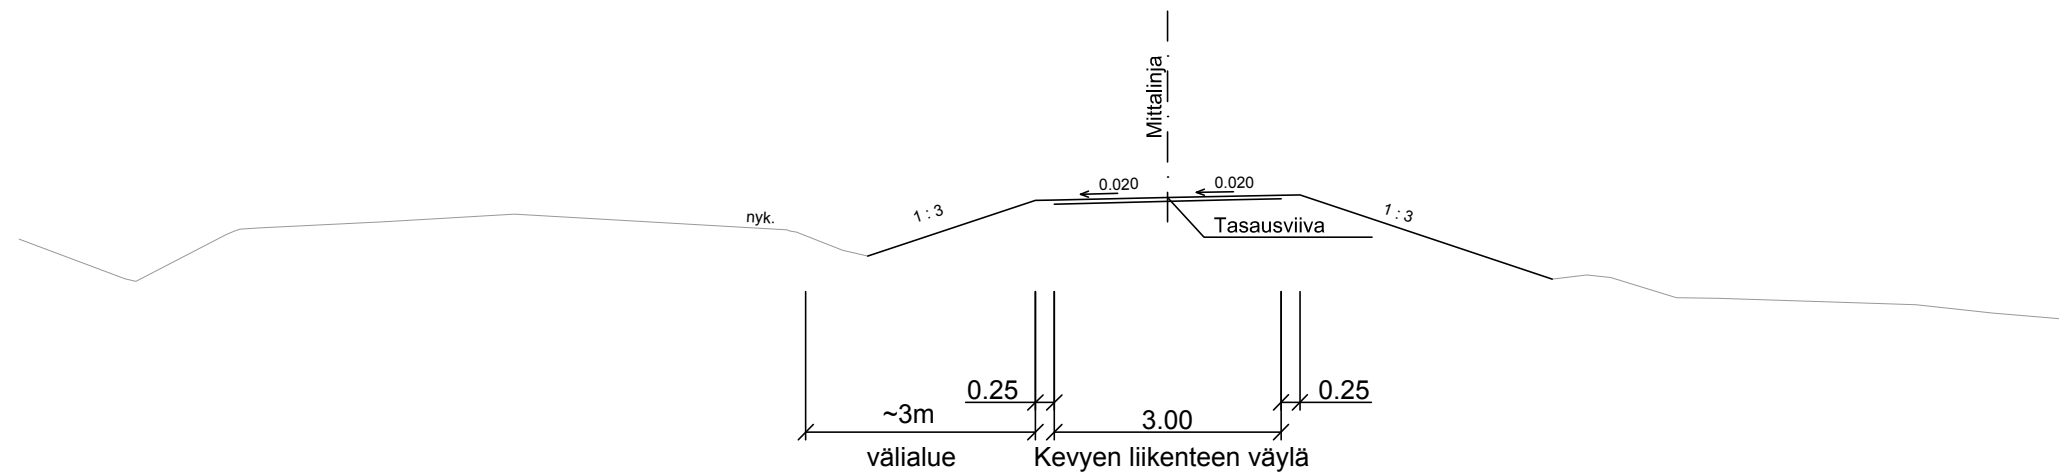 Mittalinja
0.020
0.020
nyk.
1 : 3
1 : 3
Tasausviiva
0.25
0.25
~3m
3.00
välialue
Kevyen liikenteen väylä